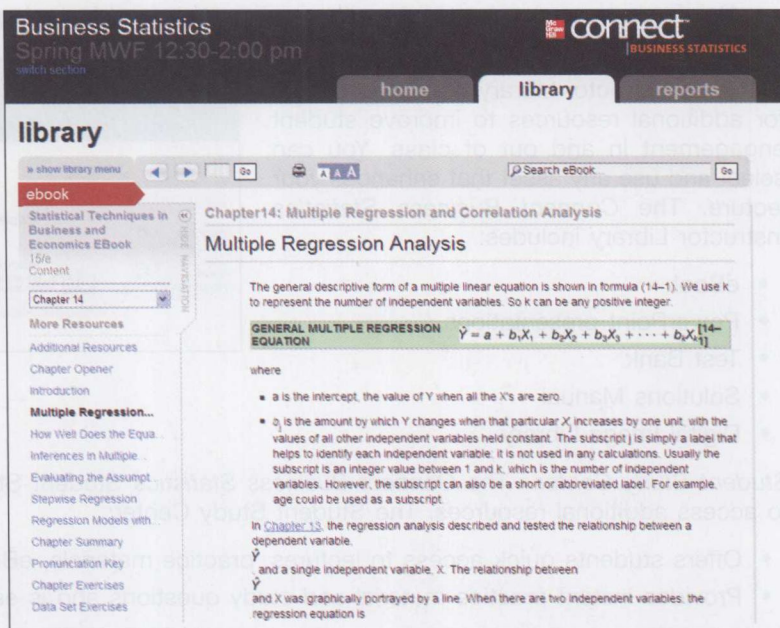 Business Statistics
Spring MWF 12:30-2:00 pm
switch section
Mc Graw Hill connect
BUSINESS STATISTICS
home library reports
library
» show library menu
Go
A A A
Search eBook
Go
ebook
Statistical Techniques in
Business and
Economics EBook
15/e
Content
Chapter 14
More Resources
Additional Resources
Chapter Opener
Introduction
Multiple Regression...
How Well Does the Equa...
Inferences in Multiple...
Evaluating the Assumpt...
Stepwise Regression
Regression Models with...
Chapter Summary
Pronunciation Key
Chapter Exercises
Data Set Exercises
HIDE NAVIGATION
Chapter14: Multiple Regression and Correlation Analysis
Multiple Regression Analysis
The general descriptive form of a multiple linear equation is shown in formula (14–1). We use k
to represent the number of independent variables. So k can be any positive integer.
GENERAL MULTIPLE REGRESSION
EQUATION
Ŷ = a + b₁X₁ + b₂X₂ + b₃X₃ + · · · + bₖXₖ [14–
1]
where
• a is the intercept, the value of Y when all the X's are zero.
• bj is the amount by which Y changes when that particular Xj increases by one unit, with the
values of all other independent variables held constant. The subscript j is simply a label that
helps to identify each independent variable; it is not used in any calculations. Usually the
subscript is an integer value between 1 and k, which is the number of independent
variables. However, the subscript can also be a short or abbreviated label. For example,
age could be used as a subscript.
In Chapter 13, the regression analysis described and tested the relationship between a
dependent variable,
Ŷ
, and a single independent variable, X. The relationship between
Ŷ
and X was graphically portrayed by a line. When there are two independent variables, the
regression equation is